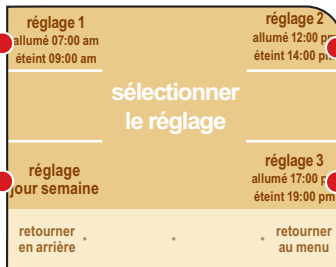 réglage 1
allumé 07:00 am
éteint 09:00 am
réglage 2
allumé 12:00 pm
éteint 14:00 pm
sélectionner
le réglage
réglage
jour semaine
réglage 3
allumé 17:00 pm
éteint 19:00 pm
retourner
en arrière
retourner
au menu